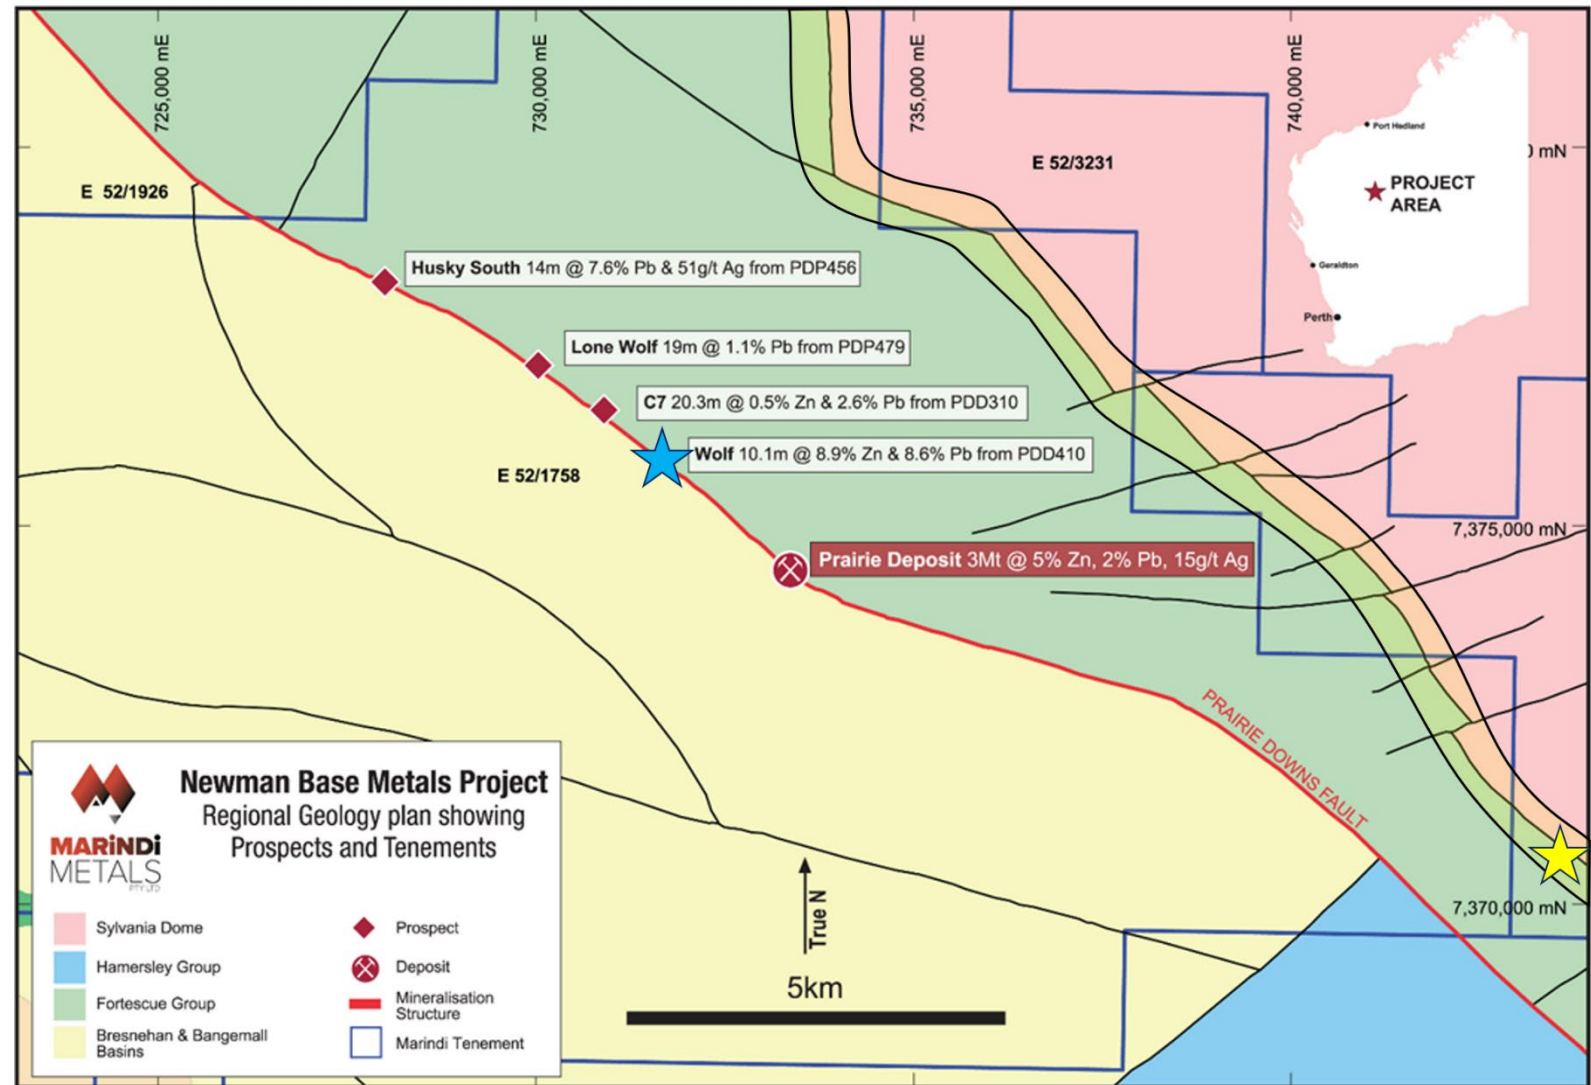 725,000 mE
730,000 mE
735,000 mE
740,000 mE
Port Hedland
0 mN
PROJECT
AREA
Geraldton
Perth
E 52/3231
E 52/1926
Husky South 14m @ 7.6% Pb & 51g/t Ag from PDP456
Lone Wolf 19m @ 1.1% Pb from PDP479
C7 20.3m @ 0.5% Zn & 2.6% Pb from PDD310
Wolf 10.1m @ 8.9% Zn & 8.6% Pb from PDD410
E 52/1758
7,375,000 mN
Prairie Deposit 3Mt @ 5% Zn, 2% Pb, 15g/t Ag
PRAIRIE DOWNS FAULT
7,370,000 mN
MARiNDi
METALS
PTY LTD
Newman Base Metals Project
Regional Geology plan showing
Prospects and Tenements
Sylvania Dome
Hamersley Group
Fortescue Group
Bresnehan & Bangemall
Basins
Prospect
Deposit
Mineralisation
Structure
Marindi Tenement
True N
5km